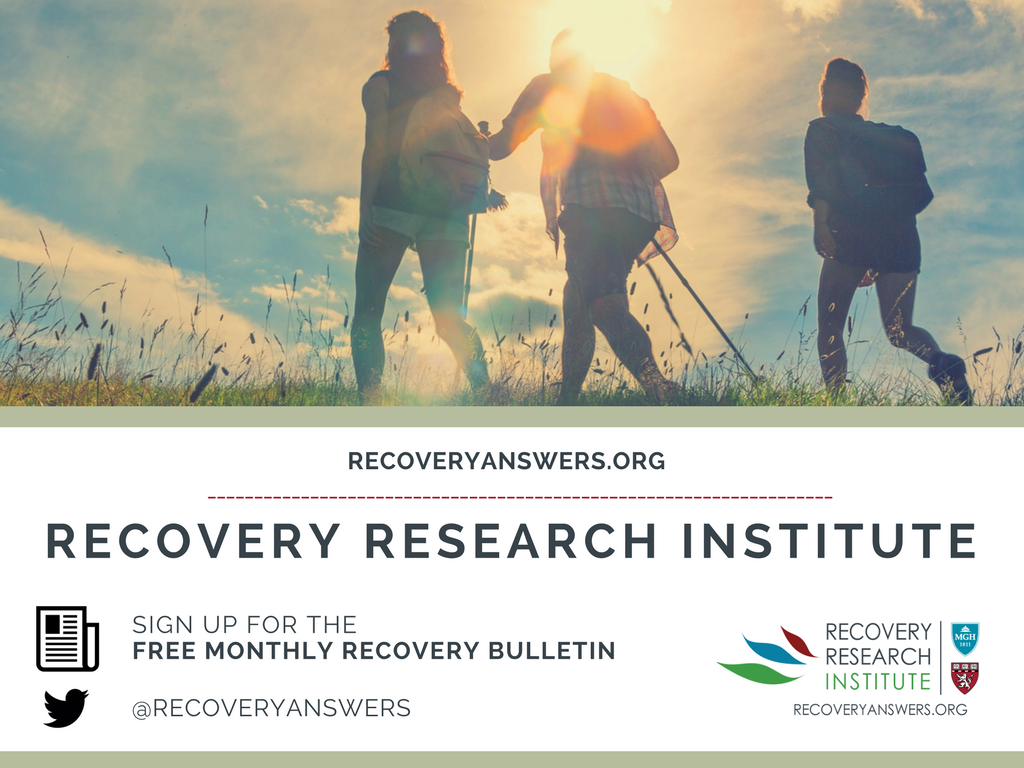 RECOVERYANSWERS.ORG
RECOVERY RESEARCH INSTITUTE
SIGN UP FOR THE
FREE MONTHLY RECOVERY BULLETIN
@RECOVERYANSWERS
RECOVERY
RESEARCH
INSTITUTE
MGH
1811
RECOVERYANSWERS.ORG